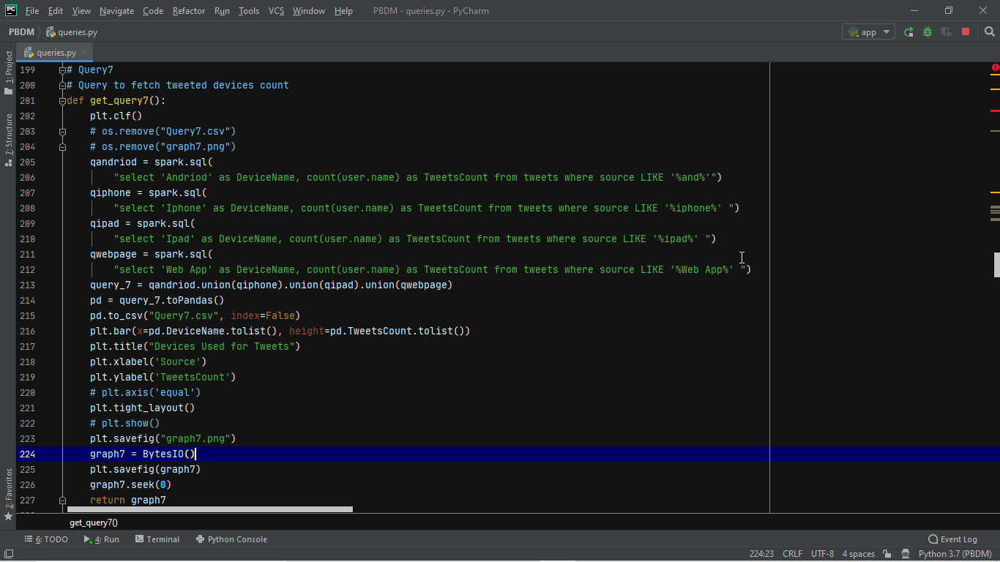 PC File Edit View Navigate Code Refactor Run Tools VCS Window Help PBDM - queries.py - PyCharm
PBDM queries.py app
queries.py
1: Project
7: Structure
2: Favorites
199 # Query7
200 # Query to fetch tweeted devices count
201 def get_query7():
202 plt.clf()
203 # os.remove("Query7.csv")
204 # os.remove("graph7.png")
205 qandriod = spark.sql(
206 "select 'Andriod' as DeviceName, count(user.name) as TweetsCount from tweets where source LIKE '%and%'")
207 qiphone = spark.sql(
208 "select 'Iphone' as DeviceName, count(user.name) as TweetsCount from tweets where source LIKE '%iphone%' ")
209 qipad = spark.sql(
210 "select 'Ipad' as DeviceName, count(user.name) as TweetsCount from tweets where source LIKE '%ipad%' ")
211 qwebpage = spark.sql(
212 "select 'Web App' as DeviceName, count(user.name) as TweetsCount from tweets where source LIKE '%Web App%' ")
213 query_7 = qandriod.union(qiphone).union(qipad).union(qwebpage)
214 pd = query_7.toPandas()
215 pd.to_csv("Query7.csv", index=False)
216 plt.bar(x=pd.DeviceName.tolist(), height=pd.TweetsCount.tolist())
217 plt.title("Devices Used for Tweets")
218 plt.xlabel('Source')
219 plt.ylabel('TweetsCount')
220 # plt.axis('equal')
221 plt.tight_layout()
222 # plt.show()
223 plt.savefig("graph7.png")
224 graph7 = BytesIO()
225 plt.savefig(graph7)
226 graph7.seek(0)
227 return graph7
get_query7()
6: TODO 4: Run Terminal Python Console Event Log
224:23 CRLF UTF-8 4 spaces Python 3.7 (PBDM)